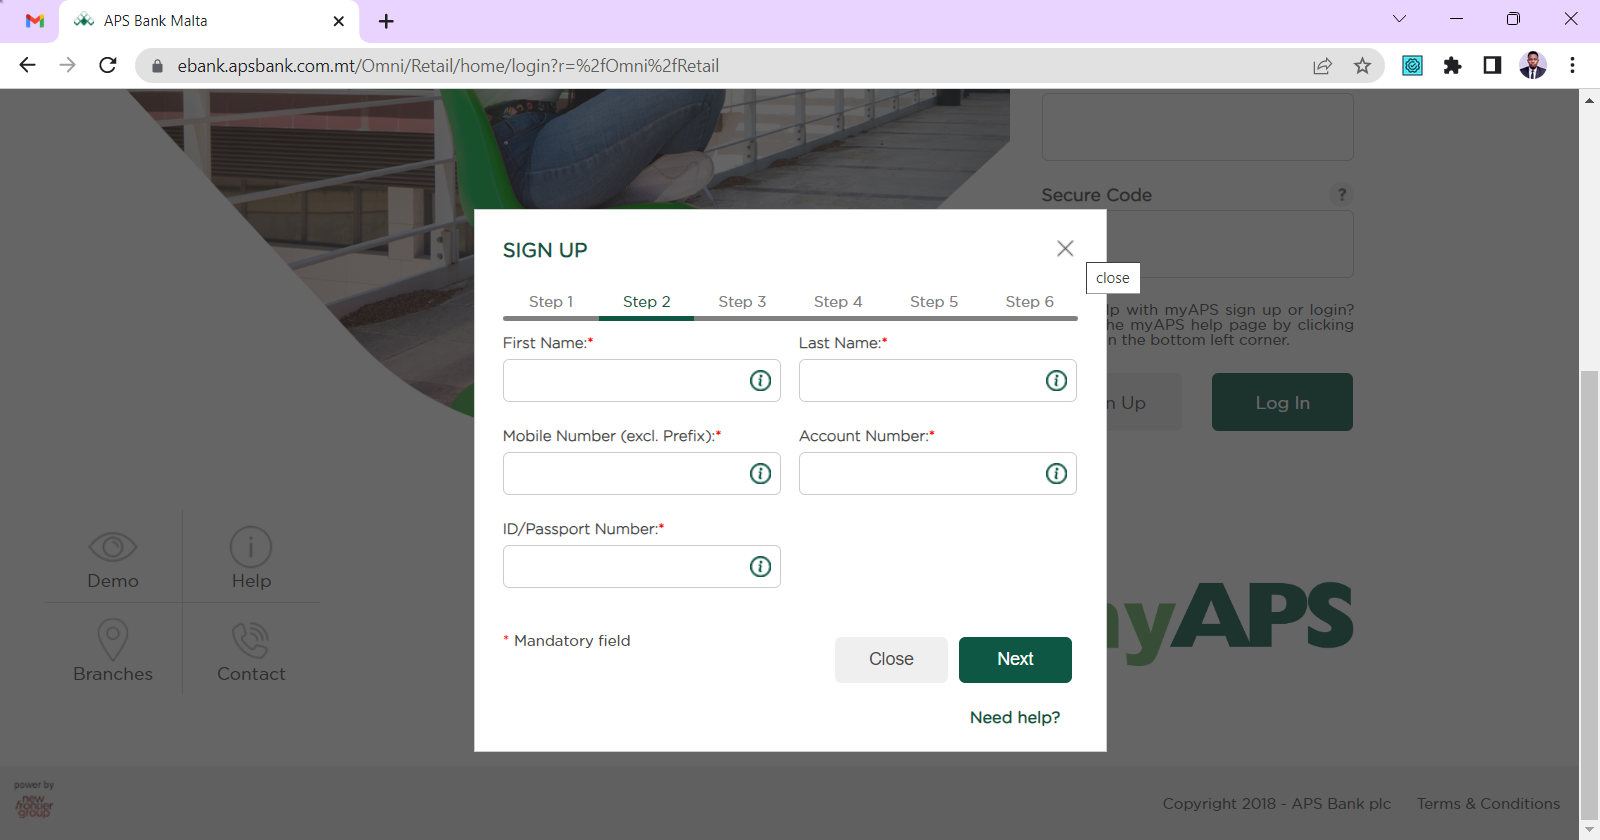 APS Bank Malta
ebank.apsbank.com.mt/Omni/Retail/home/login?r=%2fOmni%2fRetail
Secure Code
?
SIGN UP
close
Step 1 Step 2 Step 3 Step 4 Step 5 Step 6
p with myAPS sign up or login?
he myAPS help page by clicking
n the bottom left corner.
First Name:* Last Name:*
n Up Log In
Mobile Number (excl. Prefix):* Account Number:*
ID/Passport Number:*
Demo Help
* Mandatory field
Close Next
yAPS
Branches Contact
Need help?
power by
new
frontier
group
Copyright 2018 - APS Bank plc Terms & Conditions